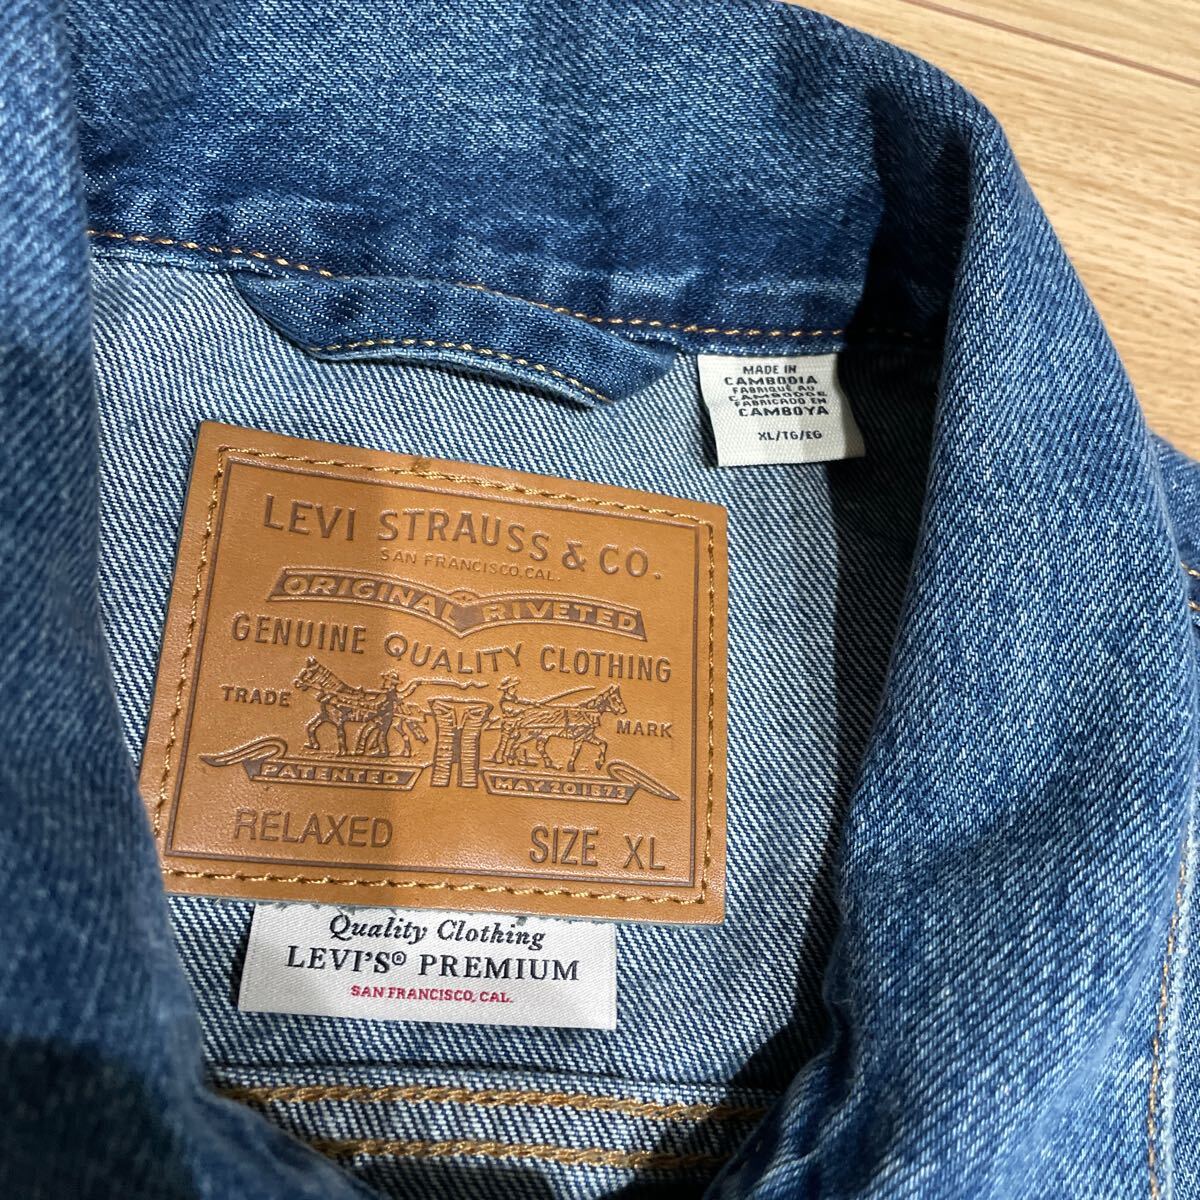 MADE IN
CAMBODIA
FABRIQUÉ AU
CAMBODGE
FABRICADO EN
CAMBOYA
XL/TG/EG
LEVI STRAUSS & CO.
SAN FRANCISCO, CAL.
ORIGINAL RIVETED
GENUINE QUALITY CLOTHING
TRADE MARK
PATENTED MAY 20 1873
RELAXED SIZE XL
Quality Clothing
LEVI'S® PREMIUM
SAN FRANCISCO, CAL.